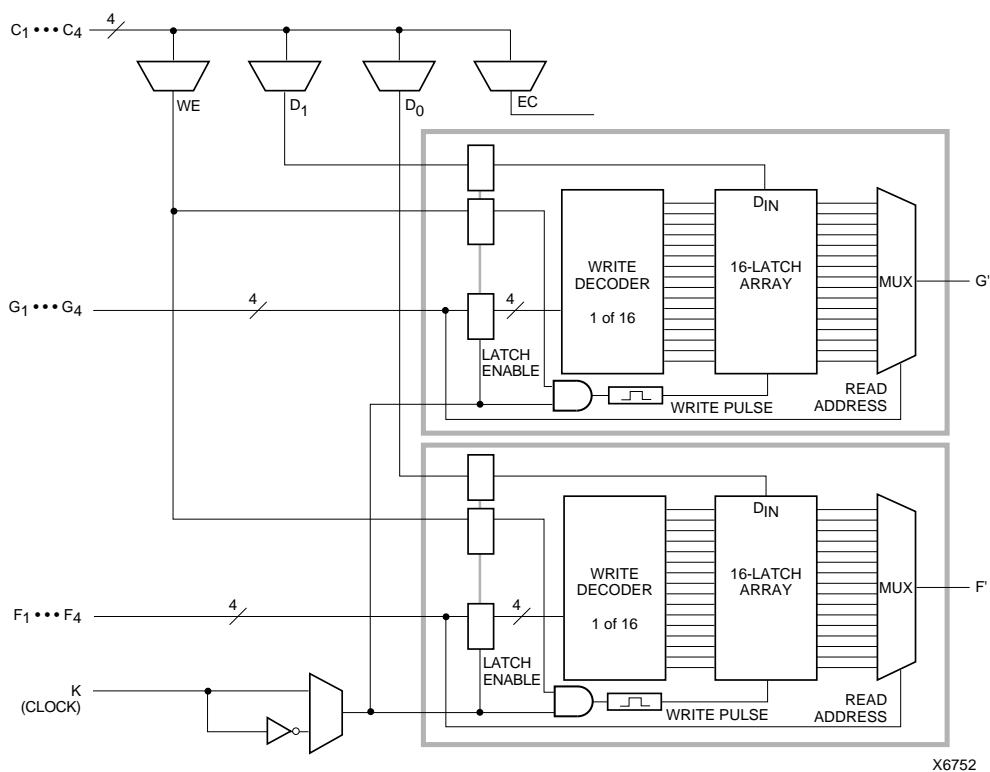 C1 ••• C4
4
WE
D1
D0
EC
DIN
WRITE
DECODER
1 of 16
16-LATCH
ARRAY
MUX
G'
G1 ••• G4
4
4
LATCH
ENABLE
WRITE PULSE
READ
ADDRESS
DIN
WRITE
DECODER
1 of 16
16-LATCH
ARRAY
MUX
F'
F1 ••• F4
4
4
LATCH
ENABLE
WRITE PULSE
READ
ADDRESS
K
(CLOCK)
X6752